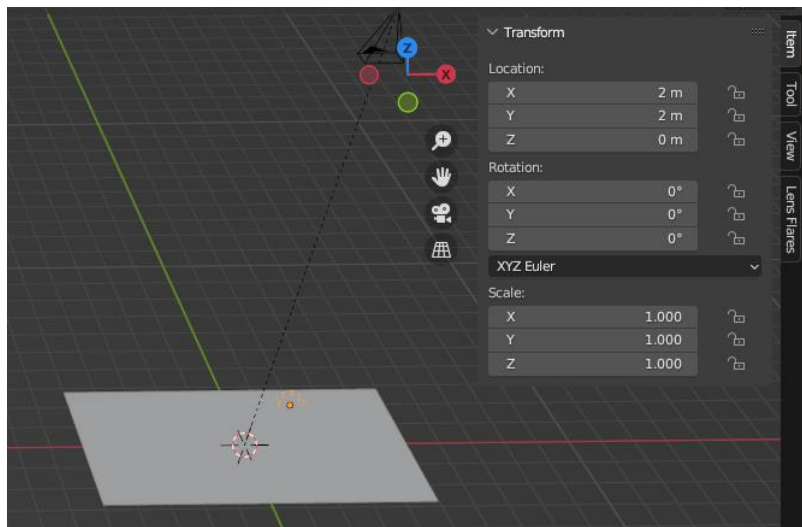 Transform
Location:
X 2 m
Y 2 m
Z 0 m
Rotation:
X 0°
Y 0°
Z 0°
XYZ Euler
Scale:
X 1.000
Y 1.000
Z 1.000
Item
Tool
View
Lens Flares
Z
X